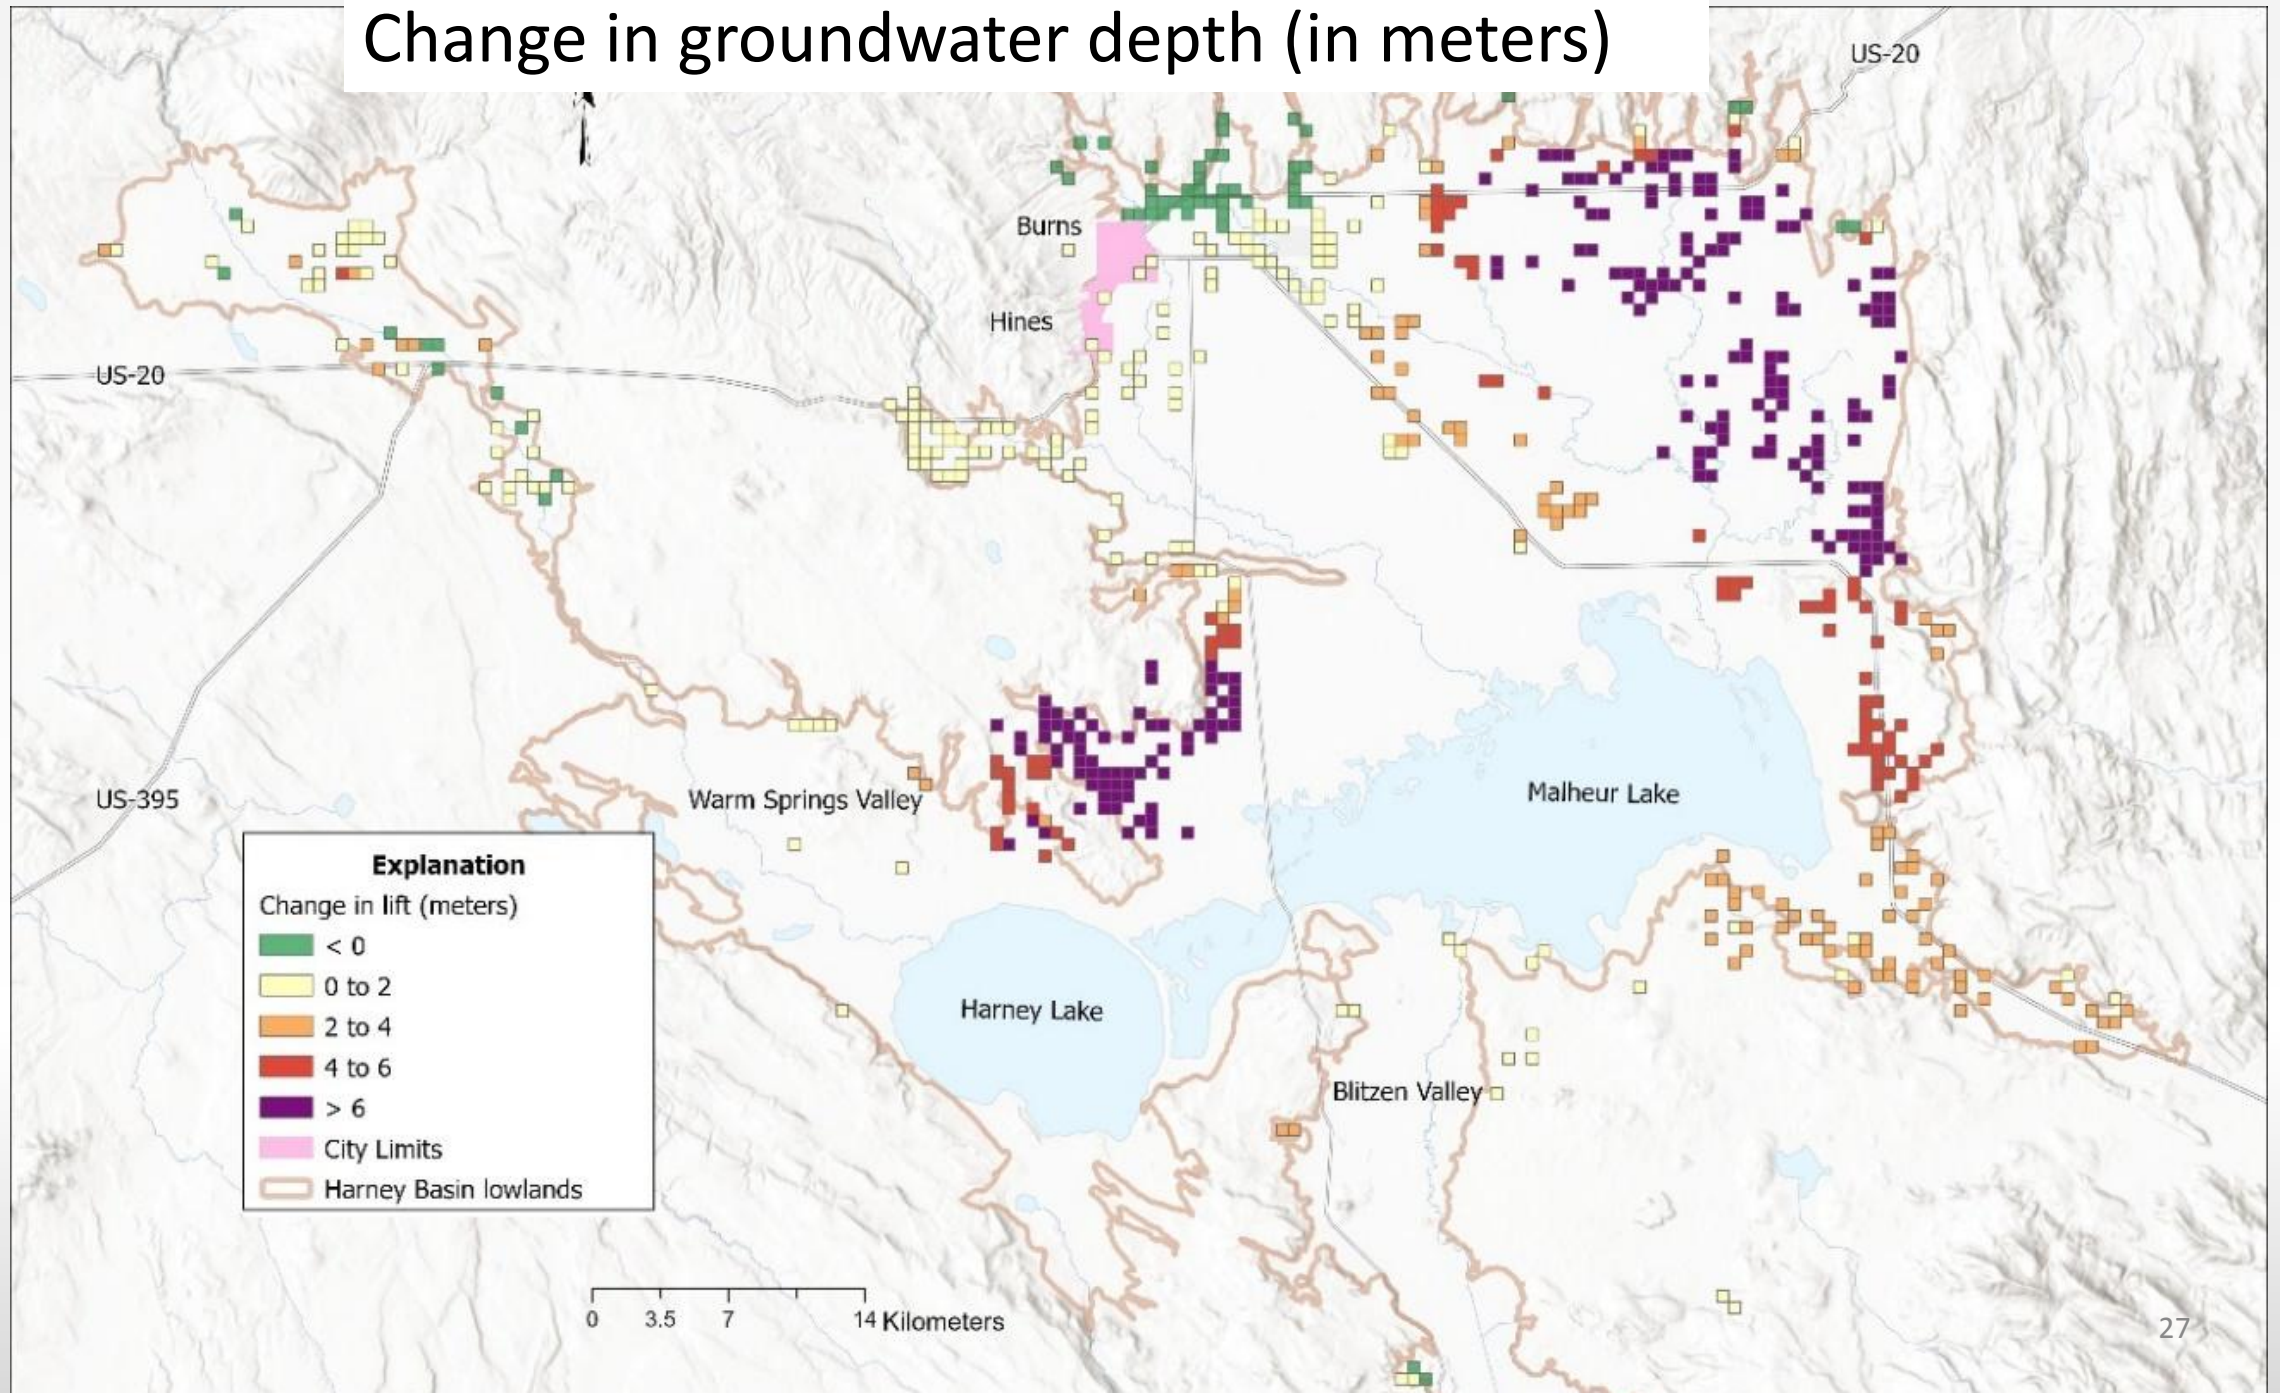 Change in groundwater depth (in meters)
US-20
Burns
Hines
US-20
US-395
Warm Springs Valley
Malheur Lake
Harney Lake
Blitzen Valley
Explanation
Change in lift (meters)
< 0
0 to 2
2 to 4
4 to 6
> 6
City Limits
Harney Basin lowlands
0 3.5 7 14 Kilometers
27